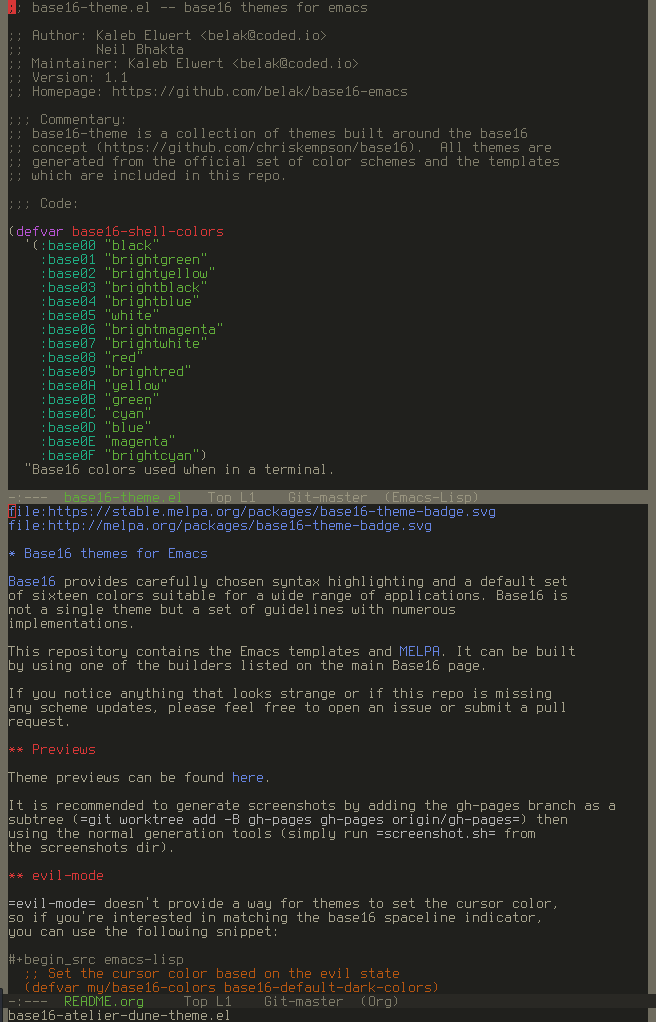 ;; base16-theme.el -- base16 themes for emacs

;; Author: Kaleb Elwert <belak@coded.io>
;;         Neil Bhakta
;; Maintainer: Kaleb Elwert <belak@coded.io>
;; Version: 1.1
;; Homepage: https://github.com/belak/base16-emacs

;;; Commentary:
;; base16-theme is a collection of themes built around the base16
;; concept (https://github.com/chriskempson/base16).  All themes are
;; generated from the official set of color schemes and the templates
;; which are included in this repo.

;;; Code:

(defvar base16-shell-colors
  '(:base00 "black"
    :base01 "brightgreen"
    :base02 "brightyellow"
    :base03 "brightblack"
    :base04 "brightblue"
    :base05 "white"
    :base06 "brightmagenta"
    :base07 "brightwhite"
    :base08 "red"
    :base09 "brightred"
    :base0A "yellow"
    :base0B "green"
    :base0C "cyan"
    :base0D "blue"
    :base0E "magenta"
    :base0F "brightcyan")
  "Base16 colors used when in a terminal.

-:---  base16-theme.el   Top L1    Git-master  (Emacs-Lisp)
file:https://stable.melpa.org/packages/base16-theme-badge.svg
file:http://melpa.org/packages/base16-theme-badge.svg

* Base16 themes for Emacs

Base16 provides carefully chosen syntax highlighting and a default set
of sixteen colors suitable for a wide range of applications. Base16 is
not a single theme but a set of guidelines with numerous
implementations.

This repository contains the Emacs templates and MELPA. It can be built
by using one of the builders listed on the main Base16 page.

If you notice anything that looks strange or if this repo is missing
any scheme updates, please feel free to open an issue or submit a pull
request.

** Previews

Theme previews can be found here.

It is recommended to generate screenshots by adding the gh-pages branch as a
subtree (=git worktree add -B gh-pages gh-pages origin/gh-pages=) then
using the normal generation tools (simply run =screenshot.sh= from
the screenshots dir).

** evil-mode

=evil-mode= doesn't provide a way for themes to set the cursor color,
so if you're interested in matching the base16 spaceline indicator,
you can use the following snippet:

#+begin_src emacs-lisp
  ;; Set the cursor color based on the evil state
  (defvar my/base16-colors base16-default-dark-colors)
-:---  README.org     Top L1    Git-master  (Org)
base16-atelier-dune-theme.el